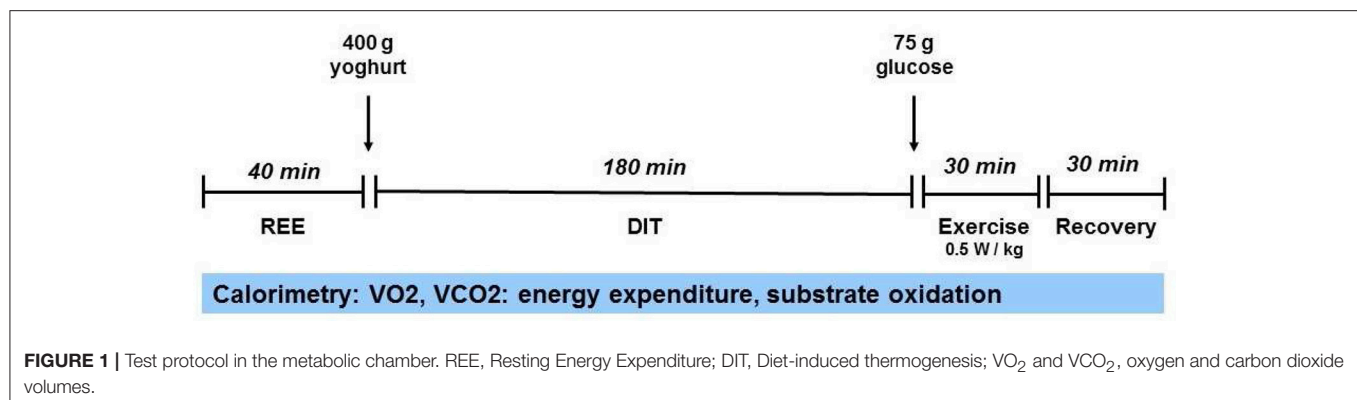 400 g
yoghurt
75 g
glucose
40 min
180 min
30 min
30 min
REE
DIT
Exercise
0.5 W / kg
Recovery
Calorimetry: VO2, VCO2: energy expenditure, substrate oxidation
FIGURE 1 | Test protocol in the metabolic chamber. REE, Resting Energy Expenditure; DIT, Diet-induced thermogenesis; VO₂ and VCO₂, oxygen and carbon dioxide
volumes.